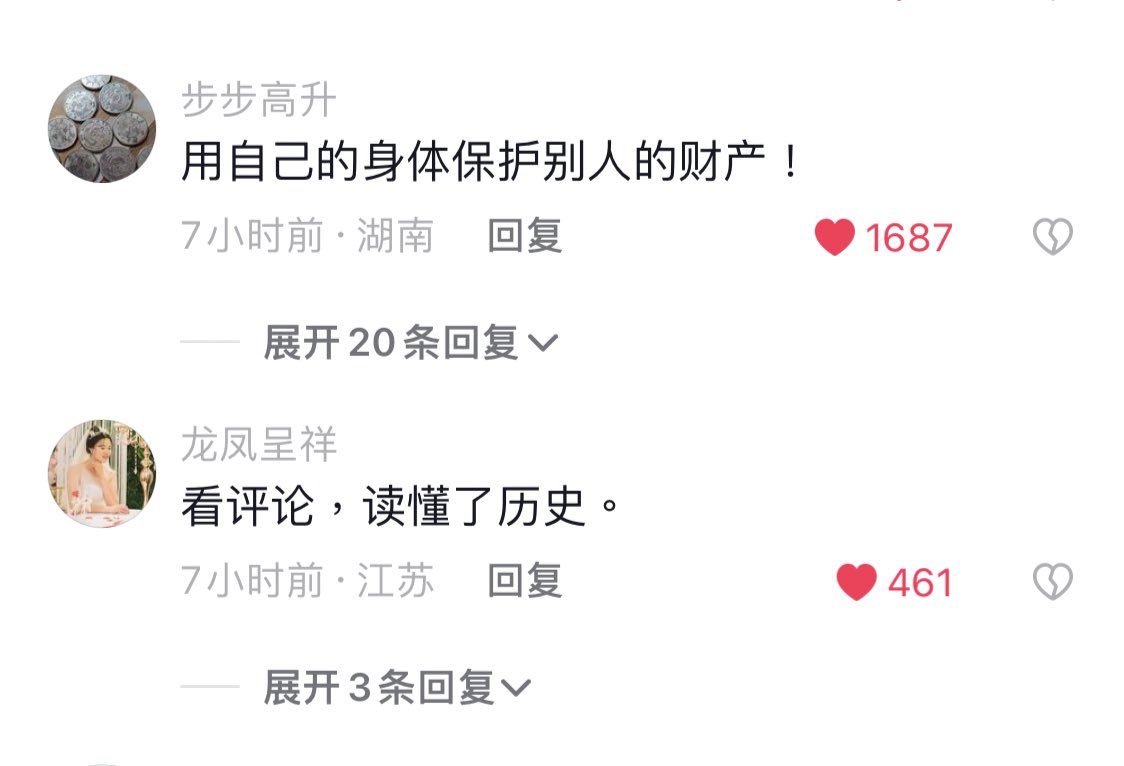 步步高升
用自己的身体保护别人的财产！
7小时前·湖南 回复 1687
展开20条回复
龙凤呈祥
看评论，读懂了历史。
7小时前·江苏 回复 461
展开3条回复